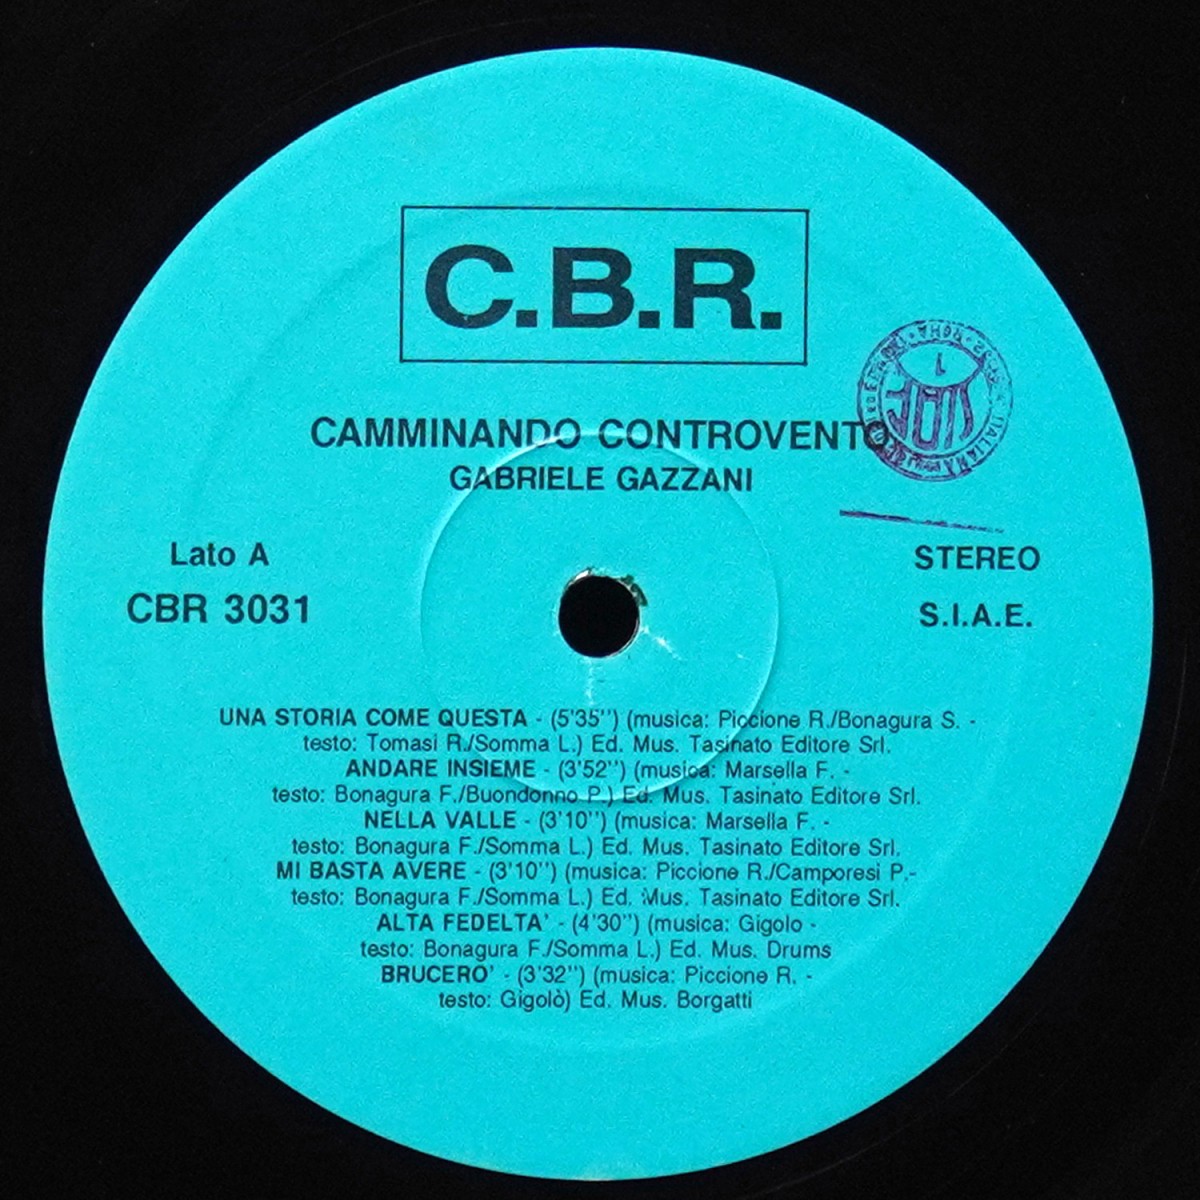 C.B.R.
CAMMINANDO CONTROVENTO
GABRIELE GAZZANI
Lato A
STEREO
CBR 3031
S.I.A.E.
SIAE
ROMA
ITALIANA
UNA STORIA COME QUESTA - (5'35'') (musica: Piccione R./Bonagura S. -
testo: Tomasi R./Somma L.) Ed. Mus. Tasinato Editore Srl.
ANDARE INSIEME - (3'52'') (musica: Marsella F. -
testo: Bonagura F./Buondonno P.) Ed. Mus. Tasinato Editore Srl.
NELLA VALLE - (3'10'') (musica: Marsella F. -
testo: Bonagura F./Somma L.) Ed. Mus. Tasinato Editore Srl.
MI BASTA AVERE - (3'10'') (musica: Piccione R./Camporesi P.-
testo: Bonagura F./Somma L.) Ed. Mus. Tasinato Editore Srl.
ALTA FEDELTA' - (4'30'') (musica: Gigolo -
testo: Bonagura F./Somma L.) Ed. Mus. Drums
BRUCERO' - (3'32'') (musica: Piccione R. -
testo: Gigolò) Ed. Mus. Borgatti